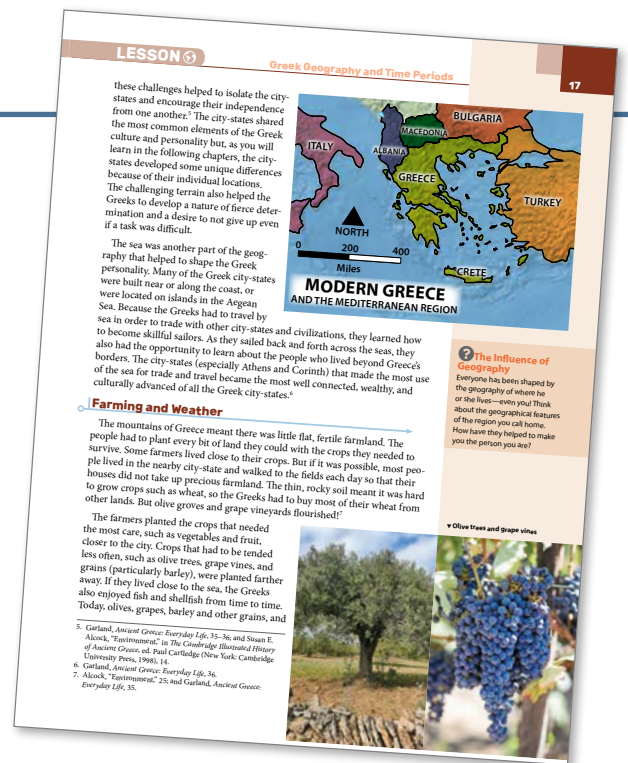 LESSON
Greek Geography and Time Periods
17
these challenges helped to isolate the city-
states and encourage their independence
from one another.5 The city-states shared
the most common elements of the Greek
culture and personality but, as you will
learn in the following chapters, the city-
states developed some unique differences
because of their individual locations.
The challenging terrain also helped the
Greeks to develop a nature of fierce deter-
mination and a desire to not give up even
if a task was difficult.
The sea was another part of the geog-
raphy that helped to shape the Greek
personality. Many of the Greek city-states
were built near or along the coast, or
were located on islands in the Aegean
Sea. Because the Greeks had to travel by
sea in order to trade with other city-states and civilizations, they learned how
to become skillful sailors. As they sailed back and forth across the seas, they
also had the opportunity to learn about the people who lived beyond Greece's
borders. The city-states (especially Athens and Corinth) that made the most use
of the sea for trade and travel became the most well connected, wealthy, and
culturally advanced of all the Greek city-states.6
ITALY
ALBANIA
MACEDONIA
BULGARIA
GREECE
TURKEY
NORTH
0 200 400
Miles
CRETE
MODERN GREECE
AND THE MEDITERRANEAN REGION
?
The Influence of
Geography
Everyone has been shaped by
the geography of where he
or she lives—even you! Think
about the geographical features
of the region you call home.
How have they helped to make
you the person you are?
Farming and Weather
The mountains of Greece meant there was little flat, fertile farmland. The
people had to plant every bit of land they could with the crops they needed to
survive. Some farmers lived close to their crops. But if it was possible, most peo-
ple lived in the nearby city-state and walked to the fields each day so that their
houses did not take up precious farmland. The thin, rocky soil meant it was hard
to grow crops such as wheat, so the Greeks had to buy most of their wheat from
other lands. But olive groves and grape vineyards flourished!7
The farmers planted the crops that needed
the most care, such as vegetables and fruit,
closer to the city. Crops that had to be tended
less often, such as olive trees, grape vines, and
grains (particularly barley), were planted farther
away. If they lived close to the sea, the Greeks
also enjoyed fish and shellfish from time to time.
Today, olives, grapes, barley and other grains, and
▼ Olive trees and grape vines
5. Garland, Ancient Greece: Everyday Life, 35–36; and Susan E.
Alcock, "Environment," in The Cambridge Illustrated History
of Ancient Greece, ed. Paul Cartledge (New York: Cambridge
University Press, 1998), 14.
6. Garland, Ancient Greece: Everyday Life, 36.
7. Alcock, "Environment," 25; and Garland, Ancient Greece:
Everyday Life, 35.